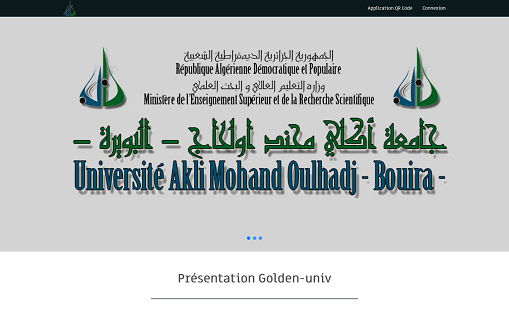 Application QR Code Connexion
الجمهورية الجزائرية الديمقراطية الشعبية
République Algérienne Démocratique et Populaire
وزارة التعليم العالي و البحث العلمي
Ministère de l'Enseignement Supérieur et de la Recherche Scientifique
جامعة أكلي محند اولحاج – البويرة –
Université Akli Mohand Oulhadj - Bouira -
Présentation Golden-univ